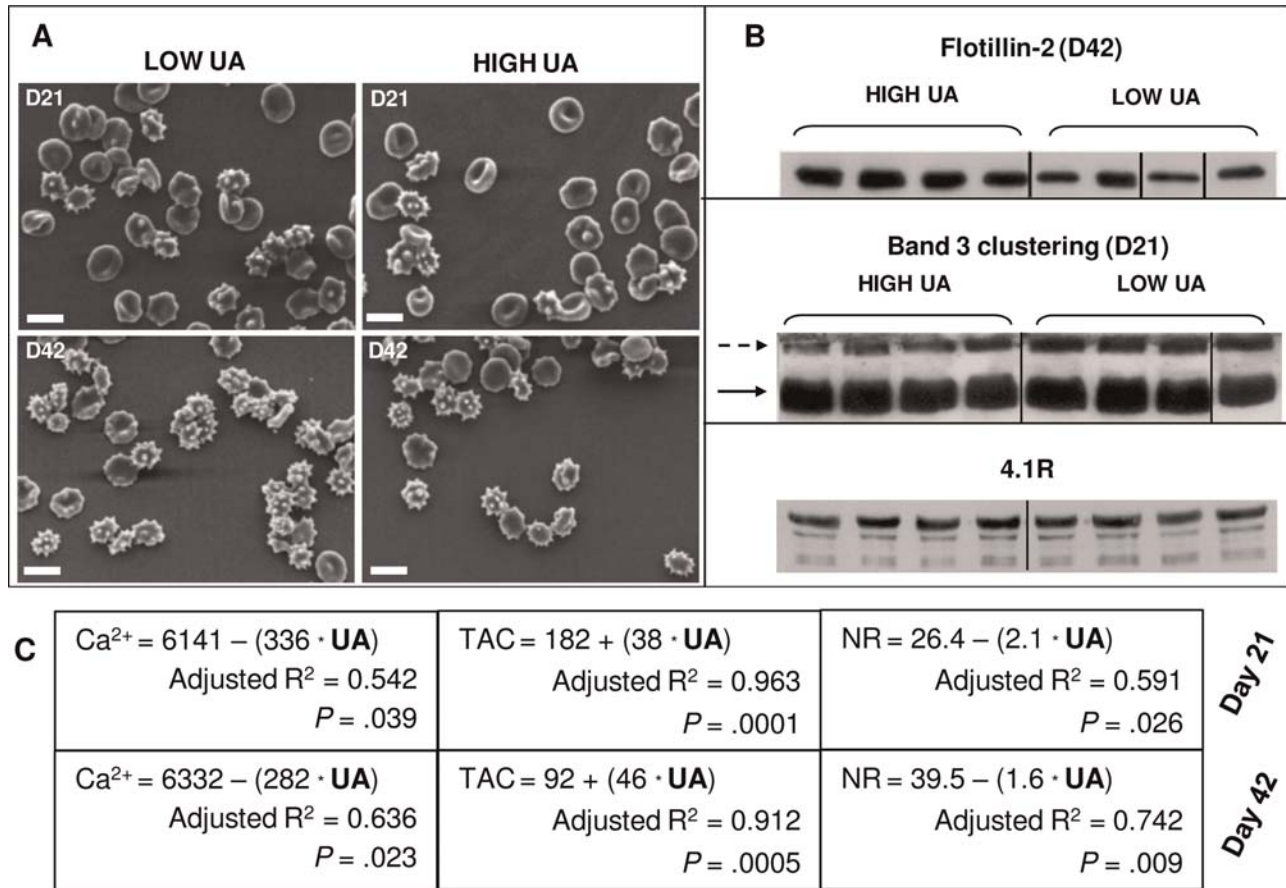 A
LOW UA
HIGH UA
D21
D21
D42
D42
B
Flotillin-2 (D42)
HIGH UA
LOW UA
Band 3 clustering (D21)
HIGH UA
LOW UA
4.1R
C
Ca²⁺ = 6141 – (336 * UA)
Adjusted R² = 0.542
P = .039
TAC = 182 + (38 * UA)
Adjusted R² = 0.963
P = .0001
NR = 26.4 – (2.1 * UA)
Adjusted R² = 0.591
P = .026
Day 21
Ca²⁺ = 6332 – (282 * UA)
Adjusted R² = 0.636
P = .023
TAC = 92 + (46 * UA)
Adjusted R² = 0.912
P = .0005
NR = 39.5 – (1.6 * UA)
Adjusted R² = 0.742
P = .009
Day 42